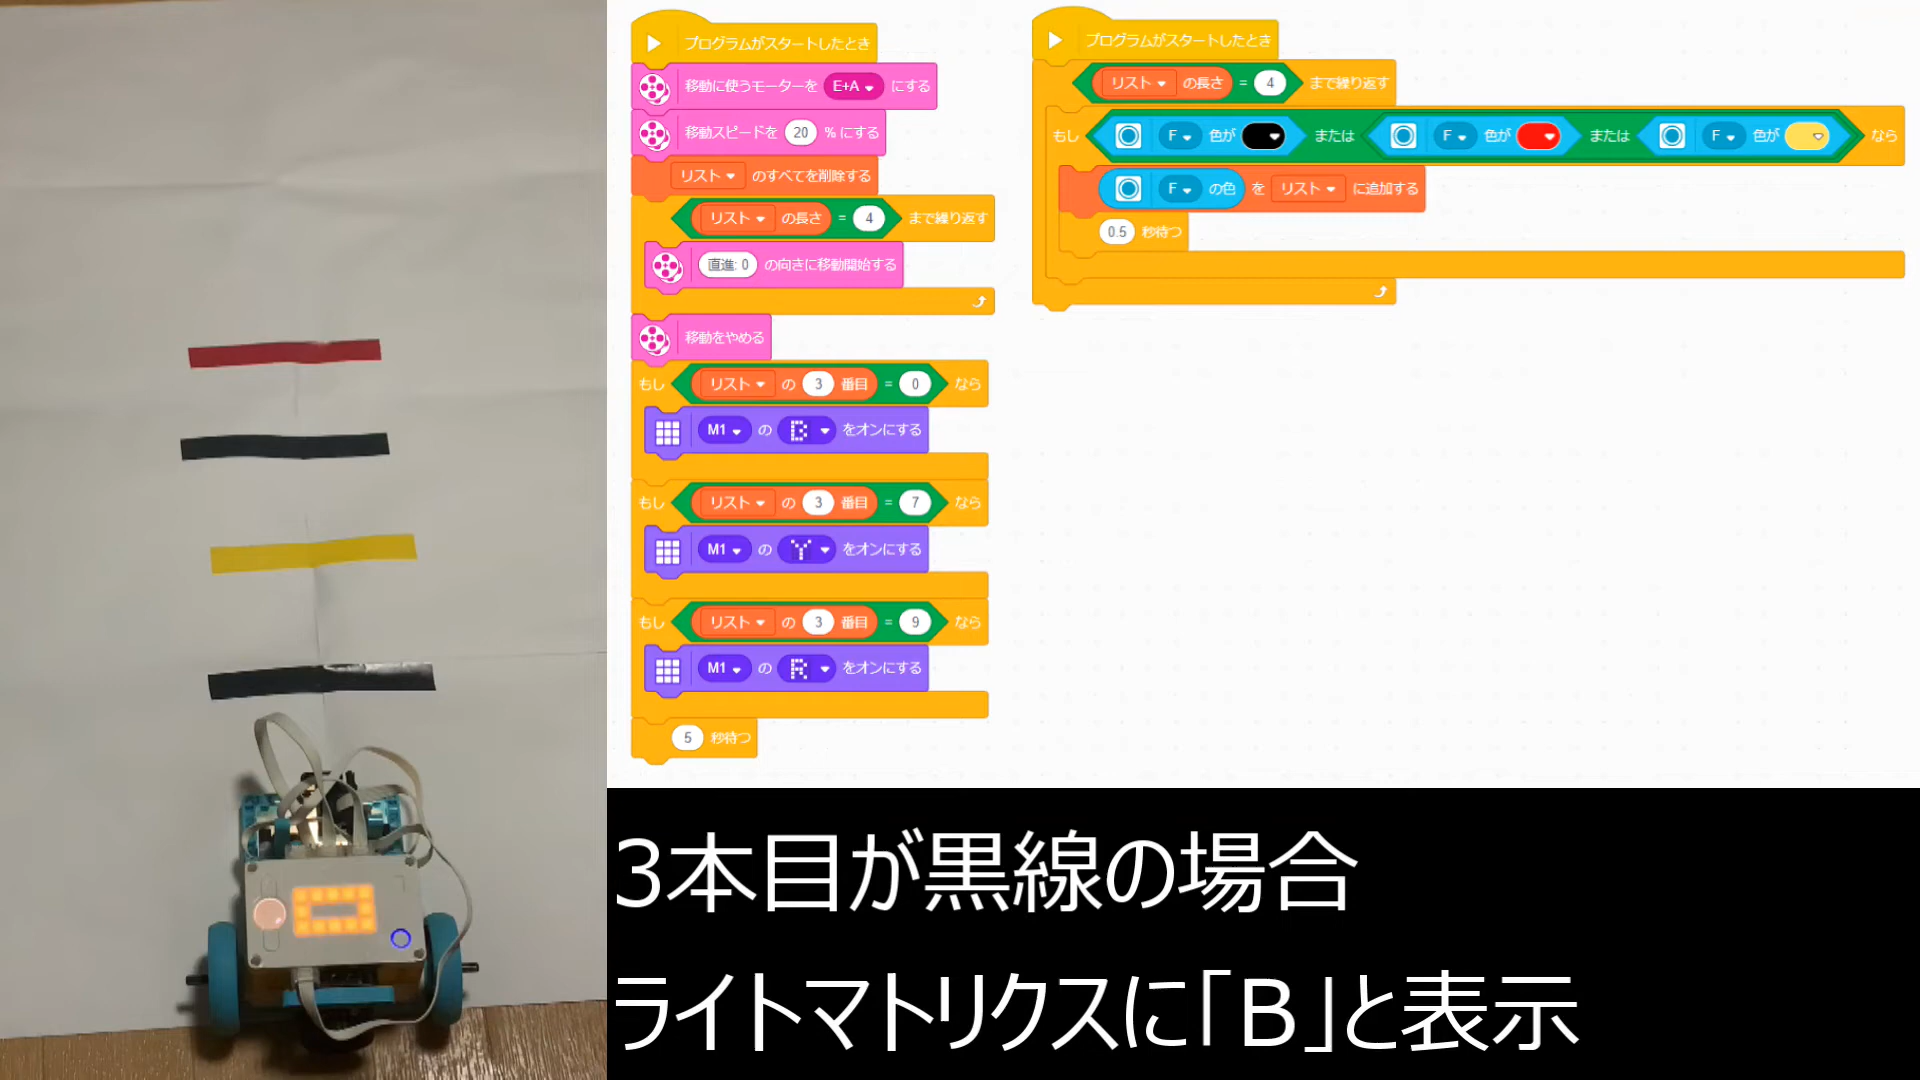 プログラムがスタートしたとき
移動に使うモーターを E+A にする
移動スピードを 20 % にする
リスト のすべてを削除する
リスト の長さ = 4 まで繰り返す
直進: 0 の向きに移動開始する
移動をやめる
もし リスト の 3 番目 = 0 なら
M1 の B をオンにする
もし リスト の 3 番目 = 7 なら
M1 の Y をオンにする
もし リスト の 3 番目 = 9 なら
M1 の R をオンにする
5 秒待つ
プログラムがスタートしたとき
リスト の長さ = 4 まで繰り返す
もし F 色が または F 色が または F 色が なら
F の色 を リスト に追加する
0.5 秒待つ
3本目が黒線の場合
ライトマトリクスに「B」と表示